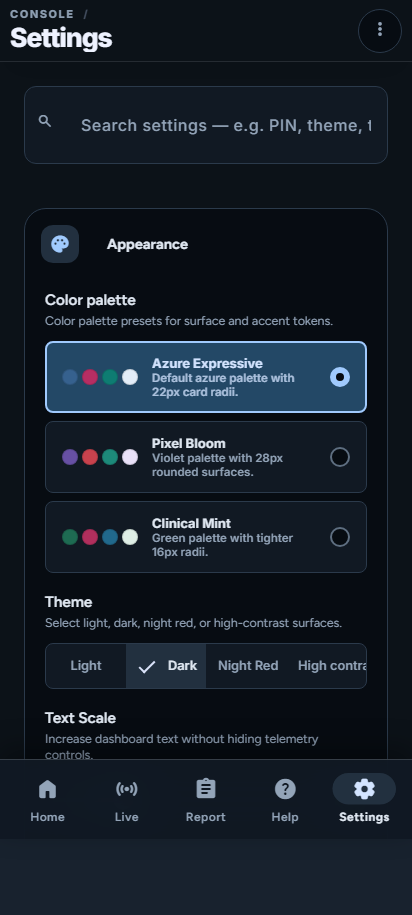 CONSOLE /
Settings
Search settings — e.g. PIN, theme, t
Appearance
Color palette
Color palette presets for surface and accent tokens.
Azure Expressive
Default azure palette with
22px card radii.
Pixel Bloom
Violet palette with 28px
rounded surfaces.
Clinical Mint
Green palette with tighter
16px radii.
Theme
Select light, dark, night red, or high-contrast surfaces.
Light Dark Night Red High contra
Text Scale
Increase dashboard text without hiding telemetry
controls.
Home Live Report Help Settings